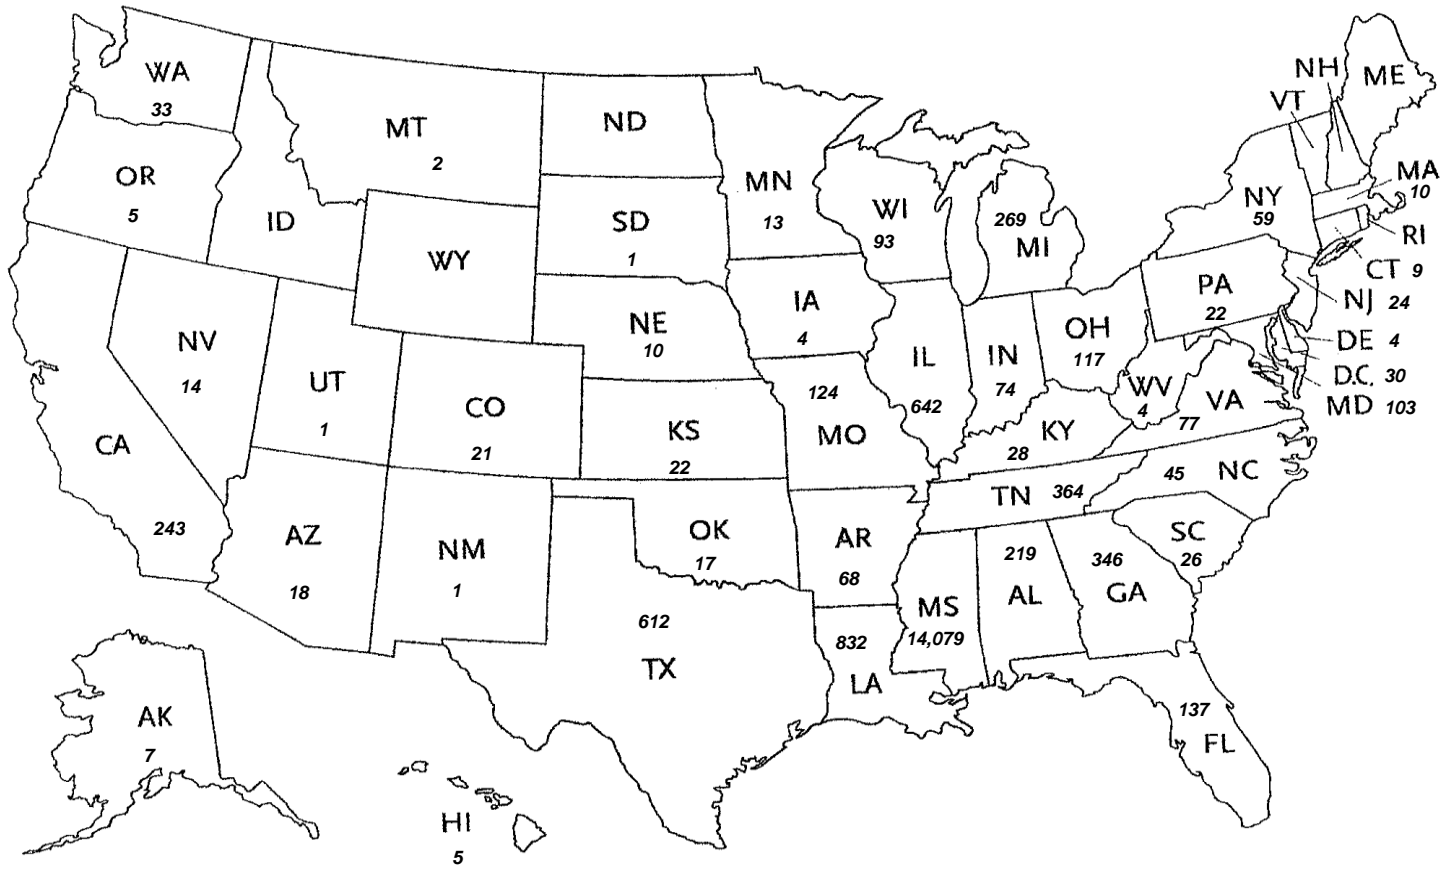 WA
33
MT
2
ND
OR
5
ID
WY
SD
1
MN
13
WI
93
269
MI
NH
ME
VT
MA
10
NY
59
RI
CT 9
NJ 24
PA
22
DE 4
D.C. 30
MD 103
NV
14
UT
1
CO
21
NE
10
IA
4
IL
642
IN
74
OH
117
WV
4
VA
77
CA
243
KS
22
124
MO
KY
28
AZ
18
NM
1
OK
17
AR
68
TN 364
45 NC
SC
26
612
TX
832
LA
MS
14,079
219
AL
346
GA
137
FL
AK
7
HI
5